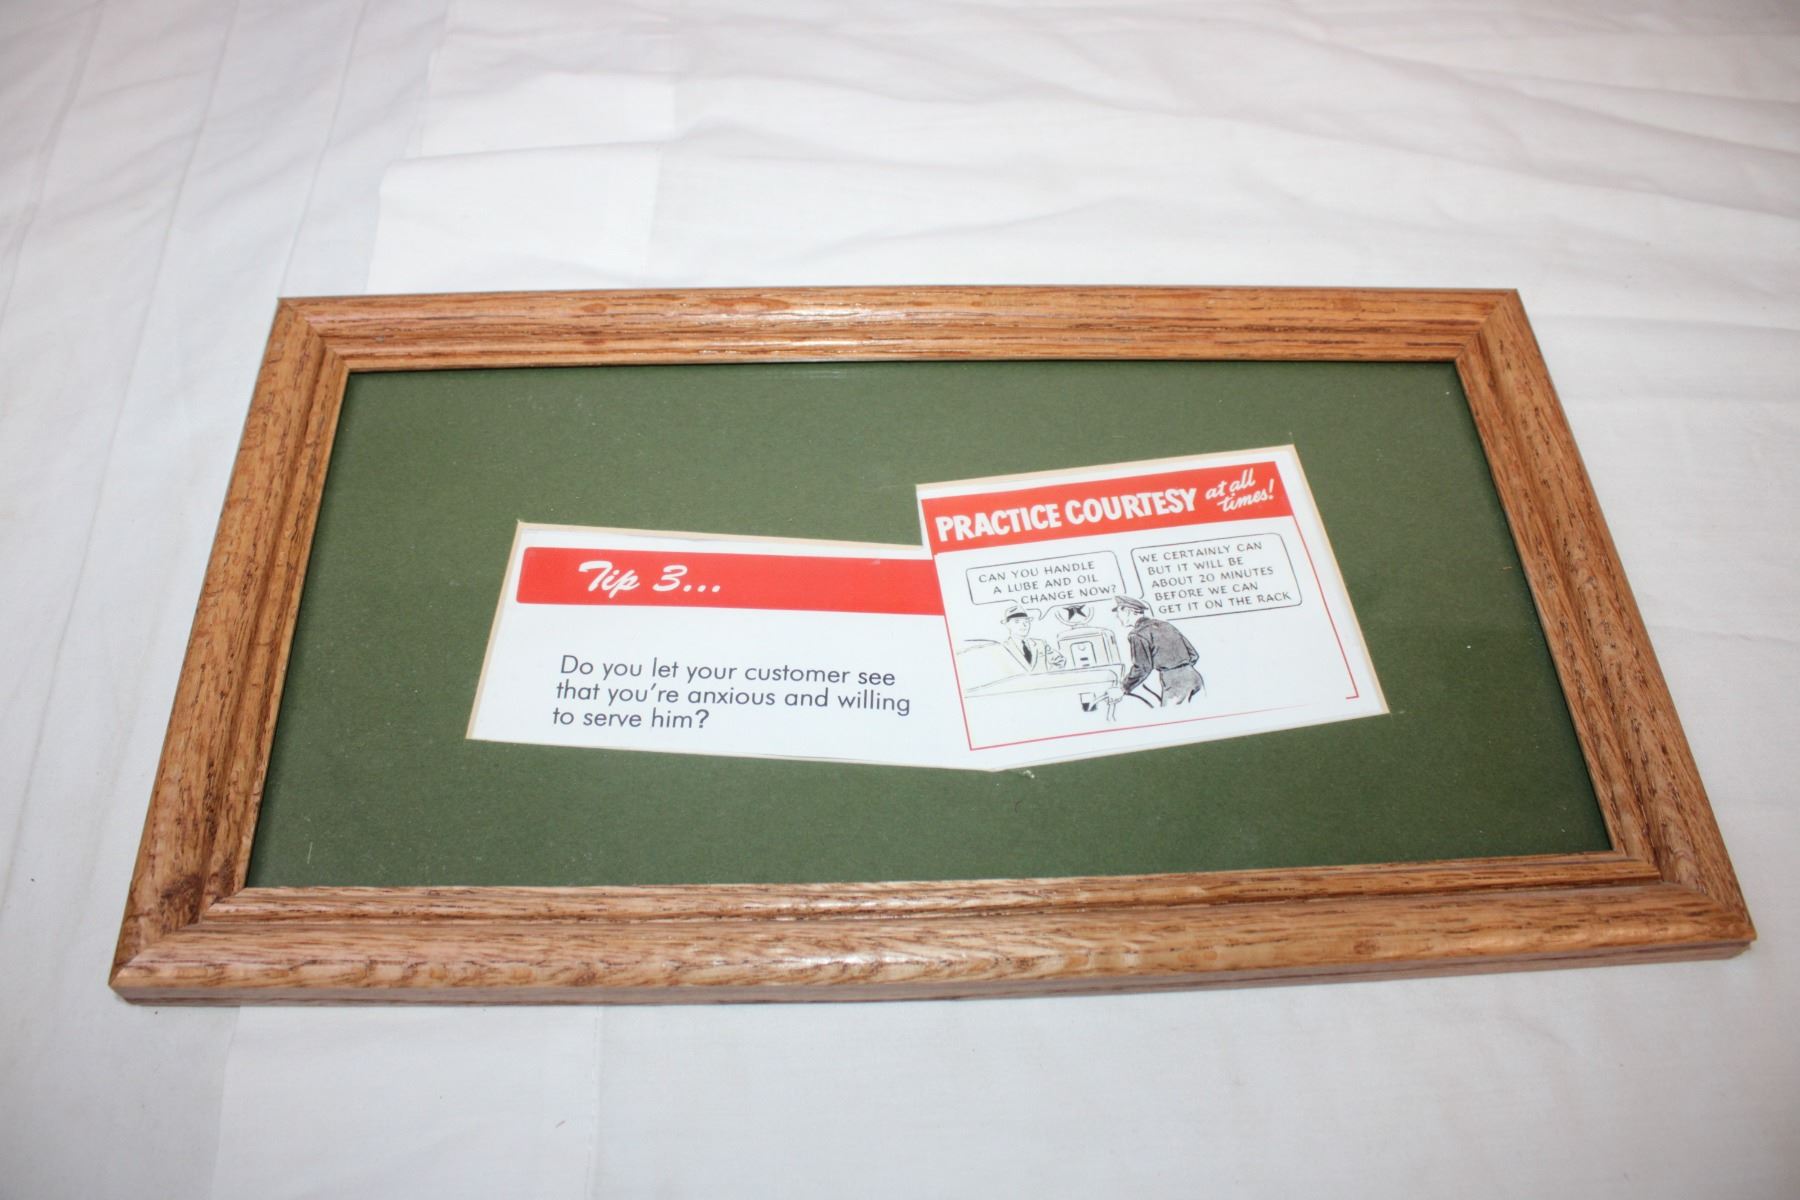 Tip 3...
Do you let your customer see
that you're anxious and willing
to serve him?
PRACTICE COURTESY at all
times!
CAN YOU HANDLE
A LUBE AND OIL
CHANGE NOW?
WE CERTAINLY CAN
BUT IT WILL BE
ABOUT 20 MINUTES
BEFORE WE CAN
GET IT ON THE RACK